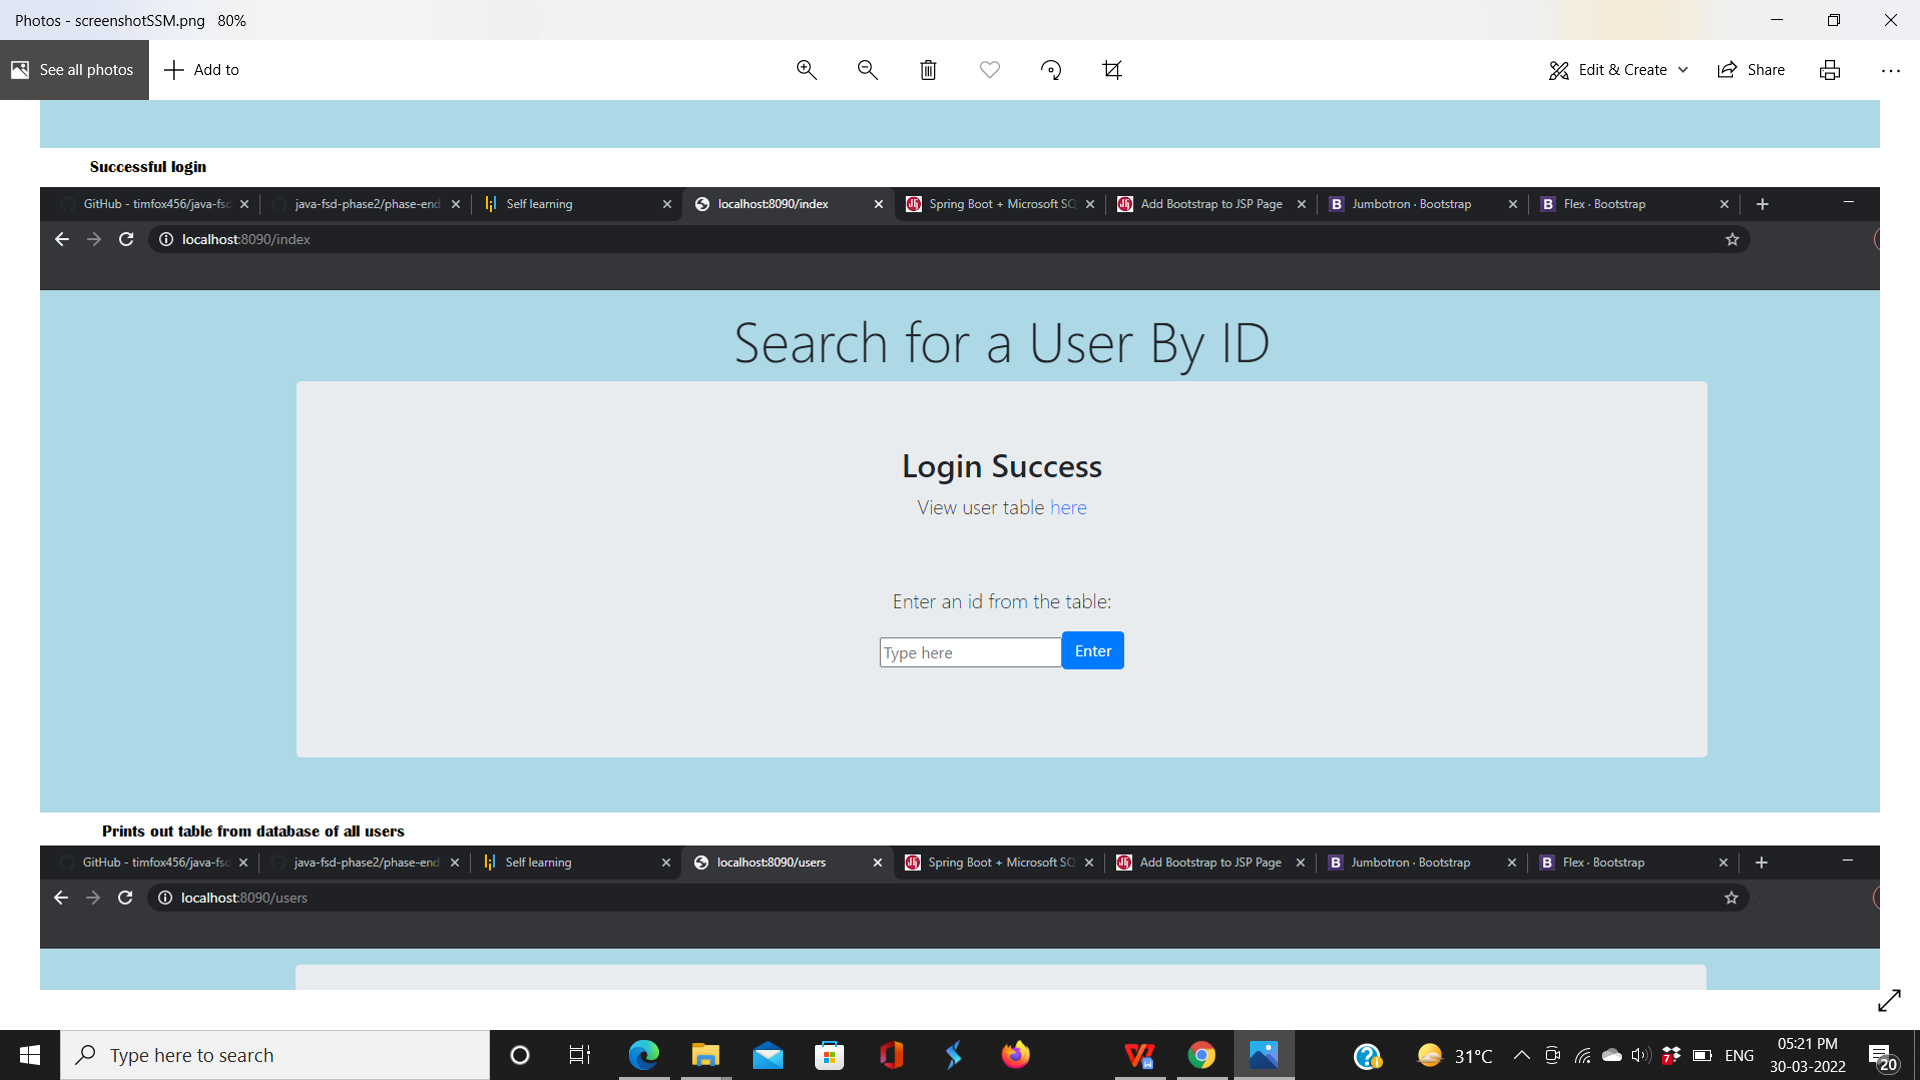 Photos - screenshotSSM.png 80%
See all photos
Add to
Edit & Create
Share
Successful login
GitHub - timfox456/java-fsd
java-fsd-phase2/phase-end
Self learning
localhost:8090/index
Spring Boot + Microsoft SQ
Add Bootstrap to JSP Page
Jumbotron · Bootstrap
Flex · Bootstrap
localhost:8090/index
Search for a User By ID
Login Success
View user table here
Enter an id from the table:
Type here
Enter
Prints out table from database of all users
GitHub - timfox456/java-fsd
java-fsd-phase2/phase-end
Self learning
localhost:8090/users
Spring Boot + Microsoft SQ
Add Bootstrap to JSP Page
Jumbotron · Bootstrap
Flex · Bootstrap
localhost:8090/users
Type here to search
31°C
7
ENG
05:21 PM
30-03-2022
20